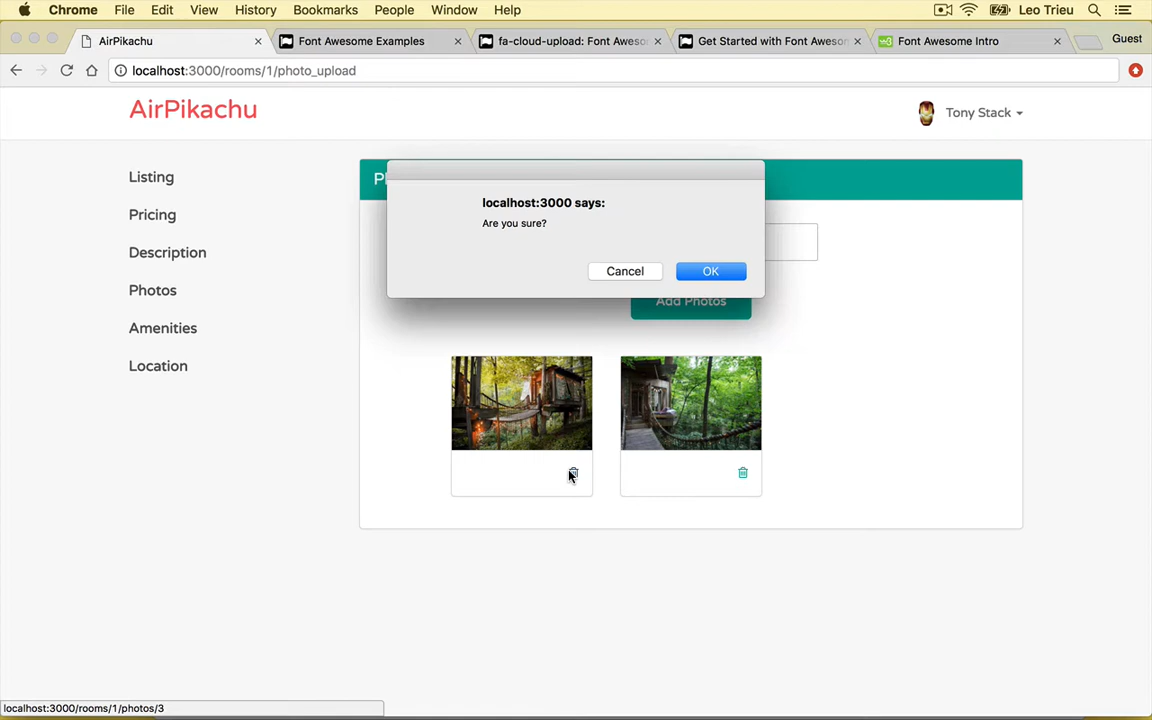 Chrome File Edit View History Bookmarks People Window Help Leo Trieu
AirPikachu Font Awesome Examples fa-cloud-upload: Font Aweso Get Started with Font Aweson Font Awesome Intro Guest
localhost:3000/rooms/1/photo_upload
AirPikachu Tony Stack
Listing
Pricing
Description
Photos
Amenities
Location
localhost:3000 says:
Are you sure?
Cancel OK
Add Photos
localhost:3000/rooms/1/photos/3